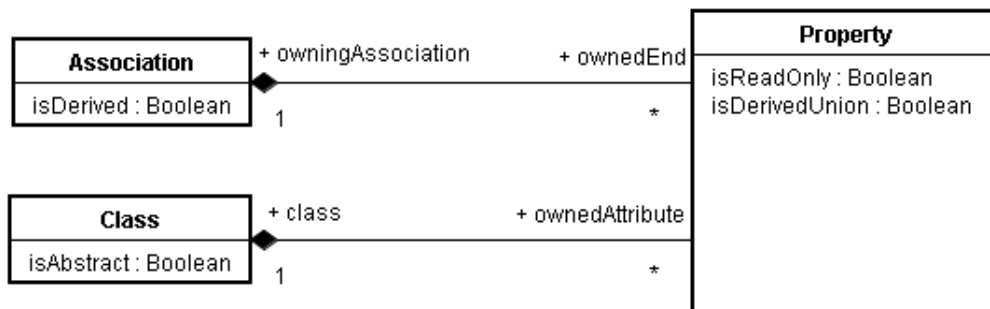 Association
isDerived : Boolean
+ owningAssociation
+ ownedEnd
1
*
Property
isReadOnly : Boolean
isDerivedUnion : Boolean
Class
isAbstract : Boolean
+ class
+ ownedAttribute
1
*